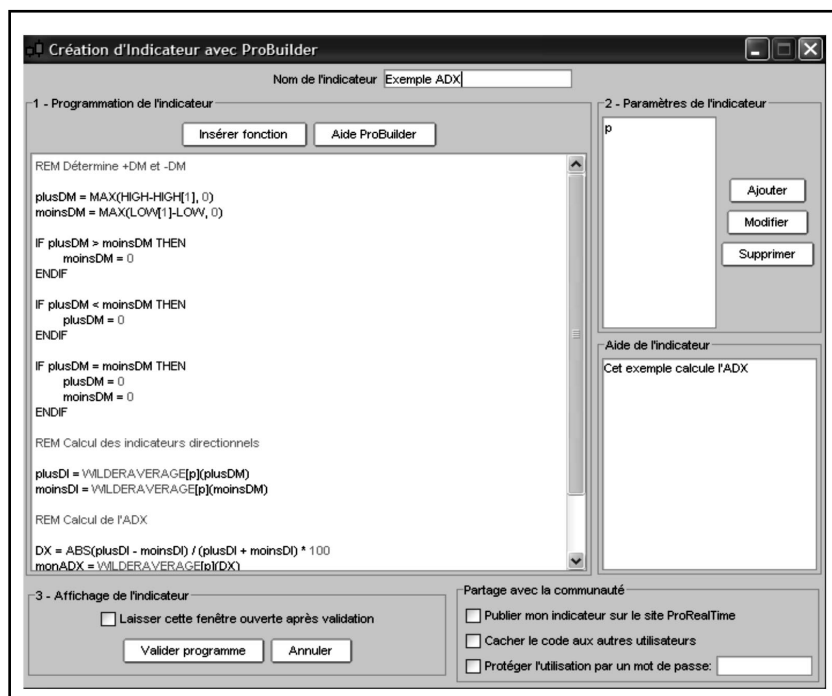 Création d'Indicateur avec ProBuilder
Nom de l'indicateur Exemple ADX
1 - Programmation de l'indicateur
Insérer fonction Aide ProBuilder
REM Détermine +DM et -DM
plusDM = MAX(HIGH-HIGH[1], 0)
moinsDM = MAX(LOW[1]-LOW, 0)
IF plusDM > moinsDM THEN
moinsDM = 0
ENDIF
IF plusDM < moinsDM THEN
plusDM = 0
ENDIF
IF plusDM = moinsDM THEN
plusDM = 0
moinsDM = 0
ENDIF
REM Calcul des indicateurs directionnels
plusDI = WILDERAVERAGE[p](plusDM)
moinsDI = WILDERAVERAGE[p](moinsDM)
REM Calcul de l'ADX
DX = ABS(plusDI - moinsDI) / (plusDI + moinsDI) * 100
monADX = WILDERAVERAGE[p](DX)
2 - Paramètres de l'indicateur
p
Ajouter
Modifier
Supprimer
Aide de l'indicateur
Cet exemple calcule l'ADX
3 - Affichage de l'indicateur
Laisser cette fenêtre ouverte après validation
Valider programme Annuler
Partage avec la communauté
Publier mon indicateur sur le site ProRealTime
Cacher le code aux autres utilisateurs
Protéger l'utilisation par un mot de passe: